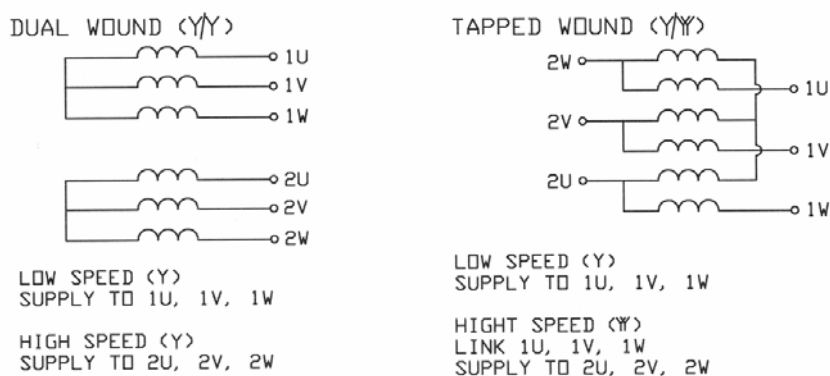 DUAL WOUND (Y/Y)
1U
1V
1W
2U
2V
2W
LOW SPEED (Y)
SUPPLY TO 1U, 1V, 1W
HIGH SPEED (Y)
SUPPLY TO 2U, 2V, 2W
TAPPED WOUND (Y/YY)
2W
1U
2V
1V
2U
1W
LOW SPEED (Y)
SUPPLY TO 1U, 1V, 1W
HIGHT SPEED (YY)
LINK 1U, 1V, 1W
SUPPLY TO 2U, 2V, 2W